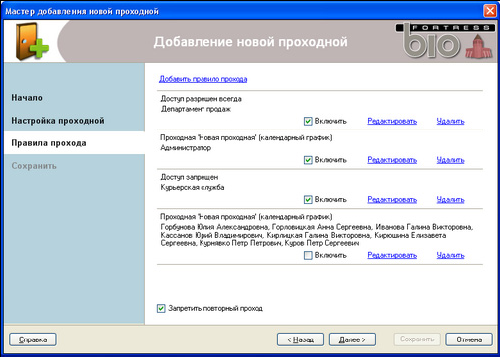 Мастер добавления новой проходной
Добавление новой проходной
FORTRESS
bio
Добавить правило прохода
Начало
Настройка проходной
Правила прохода
Сохранить
Доступ разрешен всегда
Департамент продаж
Включить Редактировать Удалить
Проходная 'Новая проходная' (календарный график)
Администратор
Включить Редактировать Удалить
Доступ запрещен
Курьерская служба
Включить Редактировать Удалить
Проходная 'Новая проходная' (календарный график)
Горбунова Юлия Александровна, Горловицкая Анна Сергеевна, Иванова Галина Викторовна,
Кассанов Юрий Владимирович, Кирлицкая Галина Викторовна, Кирюшина Елизавета
Сергеевна, Курнявко Петр Петрович, Куров Петр Сергеевич
Включить Редактировать Удалить
Запретить повторный проход
Справка < Назад Далее > Сохранить Отмена